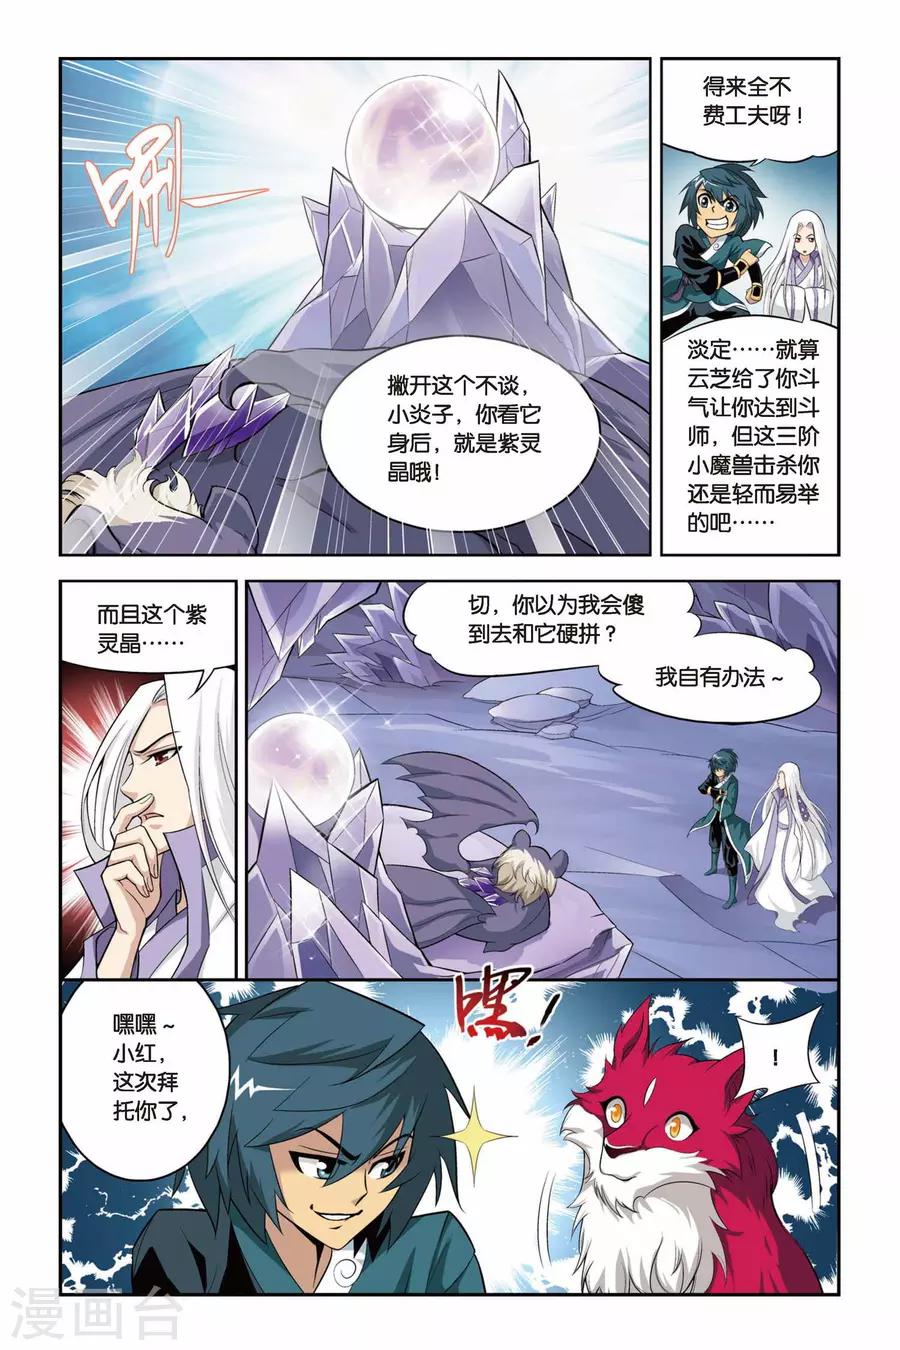 唰
撇开这个不谈，
小炎子，你看它
身后，就是紫灵
晶哦！
得来全不
费工夫呀！
淡定……就算
云芝给了你斗
气让你达到斗
师，但这三阶
小魔兽击杀你
还是轻而易举
的吧……
而且这个紫
灵晶……
切，你以为我会傻
到去和它硬拼？
我自有办法～
嘿嘿～
小红，
这次拜
托你了，
嘿！
！
漫画台